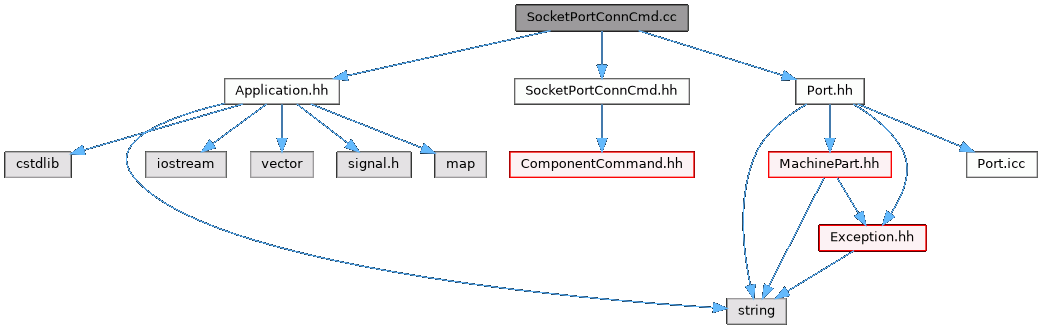 SocketPortConnCmd.cc
Application.hh
SocketPortConnCmd.hh
Port.hh
cstdlib
iostream
vector
signal.h
map
ComponentCommand.hh
MachinePart.hh
Port.icc
Exception.hh
string